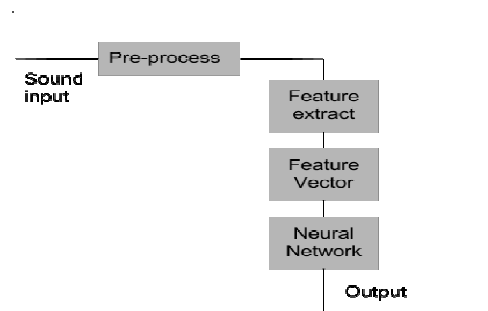 Pre-process
Sound
input
Feature
extract
Feature
Vector
Neural
Network
Output